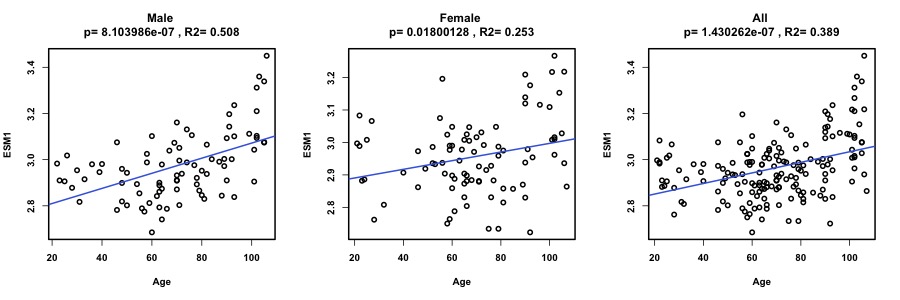 Male
p= 8.103986e-07 , R2= 0.508
ESM1
3.4
3.2
3.0
2.8
20 40 60 80 100
Age
Female
p= 0.01800128 , R2= 0.253
ESM1
3.2
3.1
3.0
2.9
2.8
20 40 60 80 100
Age
All
p= 1.430262e-07 , R2= 0.389
ESM1
3.4
3.2
3.0
2.8
20 40 60 80 100
Age